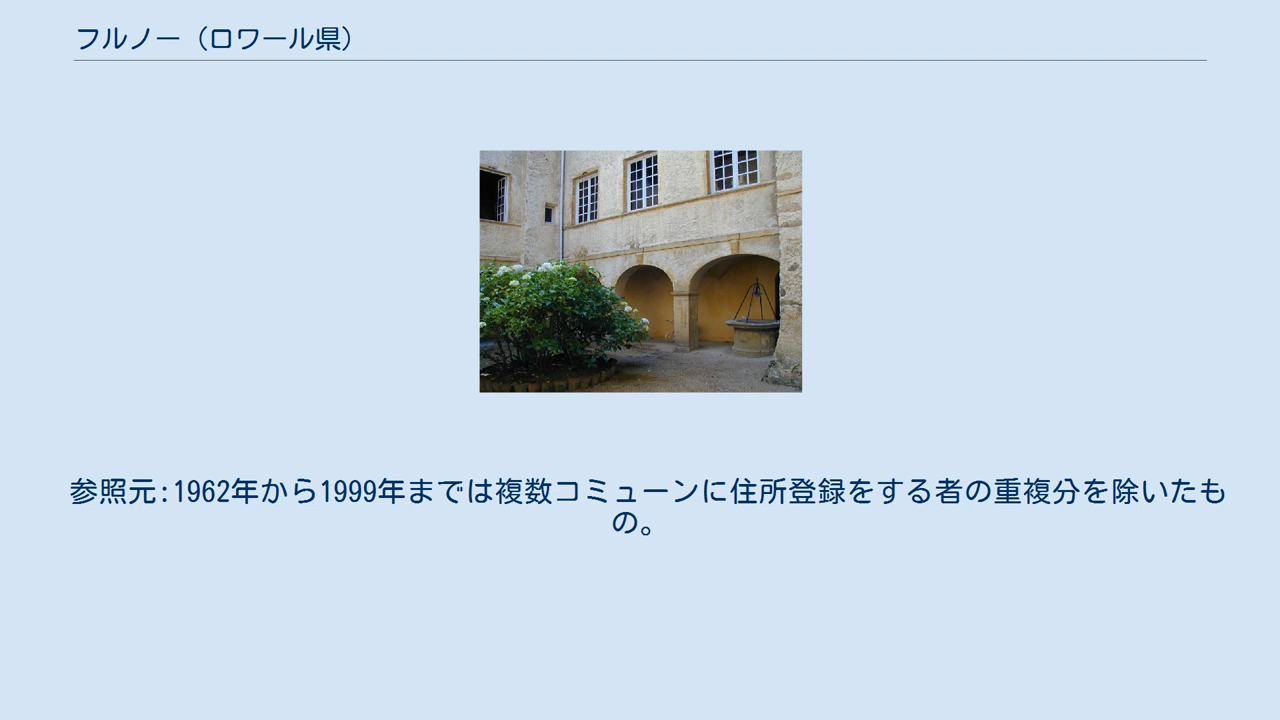 フルノー（ロワール県）
参照元:1962年から1999年までは複数コミューンに住所登録をする者の重複分を除いたも
の。